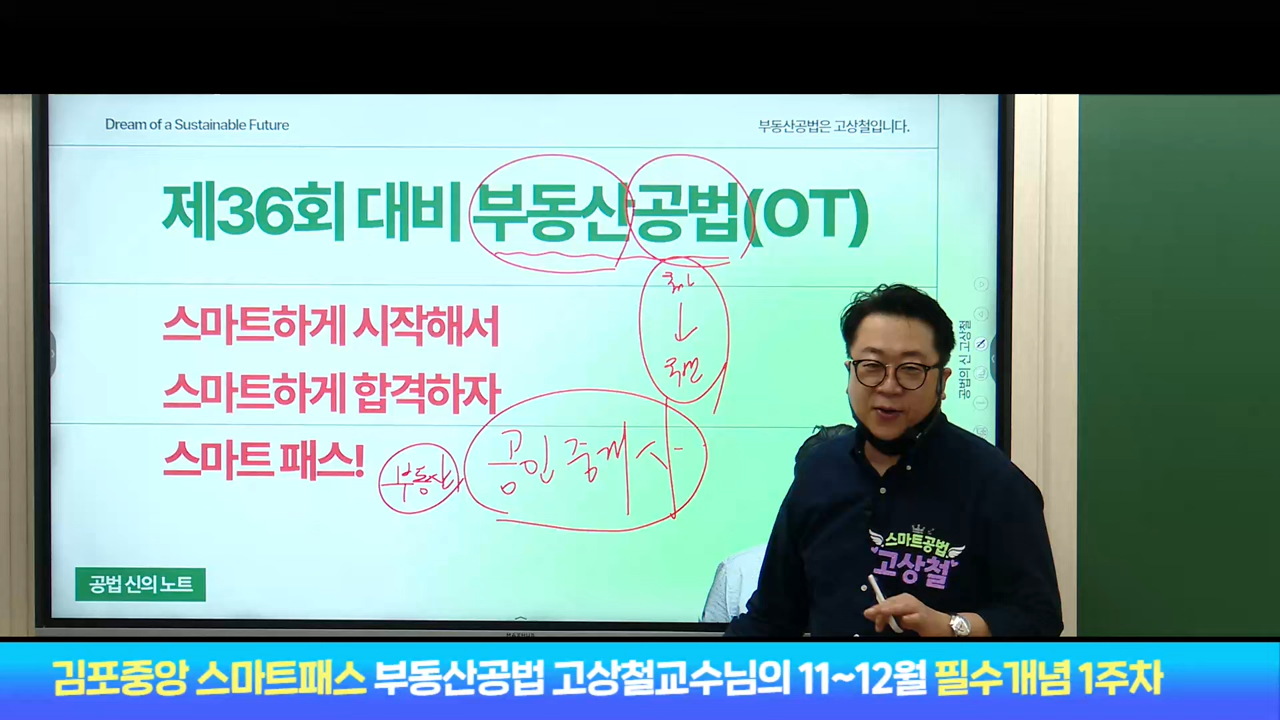 Dream of a Sustainable Future
부동산공법은 고상철입니다.
제36회 대비 부동산공법(OT)
스마트하게 시작해서
스마트하게 합격하자
스마트 패스!
부동산
공인중개사
공법의 신 고상철
스마트공법
고상철
공법 신의 노트
김포중앙 스마트패스 부동산공법 고상철교수님의 11~12월 필수개념 1주차